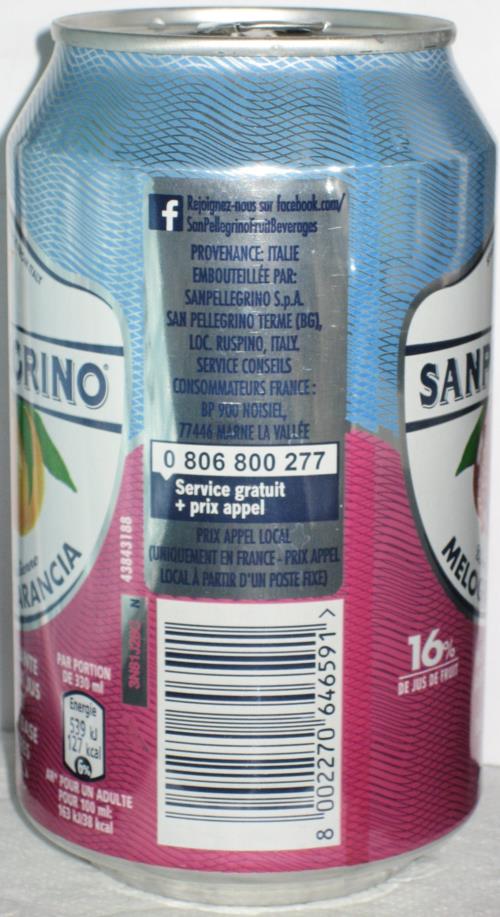 Rejoignez-nous sur facebook.com/
SanPellegrinoFruitBeverages
PROVENANCE: ITALIE
EMBOUTEILLÉE PAR:
SANPELLEGRINO S.p.A.
SAN PELLEGRINO TERME (BG),
LOC. RUSPINO, ITALY.
SERVICE CONSEILS
CONSOMMATEURS FRANCE :
BP 900 NOISIEL,
77446 MARNE LA VALLÉE
0 806 800 277
Service gratuit
+ prix appel
PRIX APPEL LOCAL
(UNIQUEMENT EN FRANCE - PRIX APPEL
LOCAL À PARTIR D'UN POSTE FIXE)
GRINO®
ARANCIA
SANP
MELO
16%
DE JUS DE FRUIT
43843188
N
PAR PORTION
DE 330 ml
Energie
539 kJ
127 kcal
6%
AR* POUR UN ADULTE
POUR 100 ml:
163 kJ/38 kcal
8 002270 646591 >